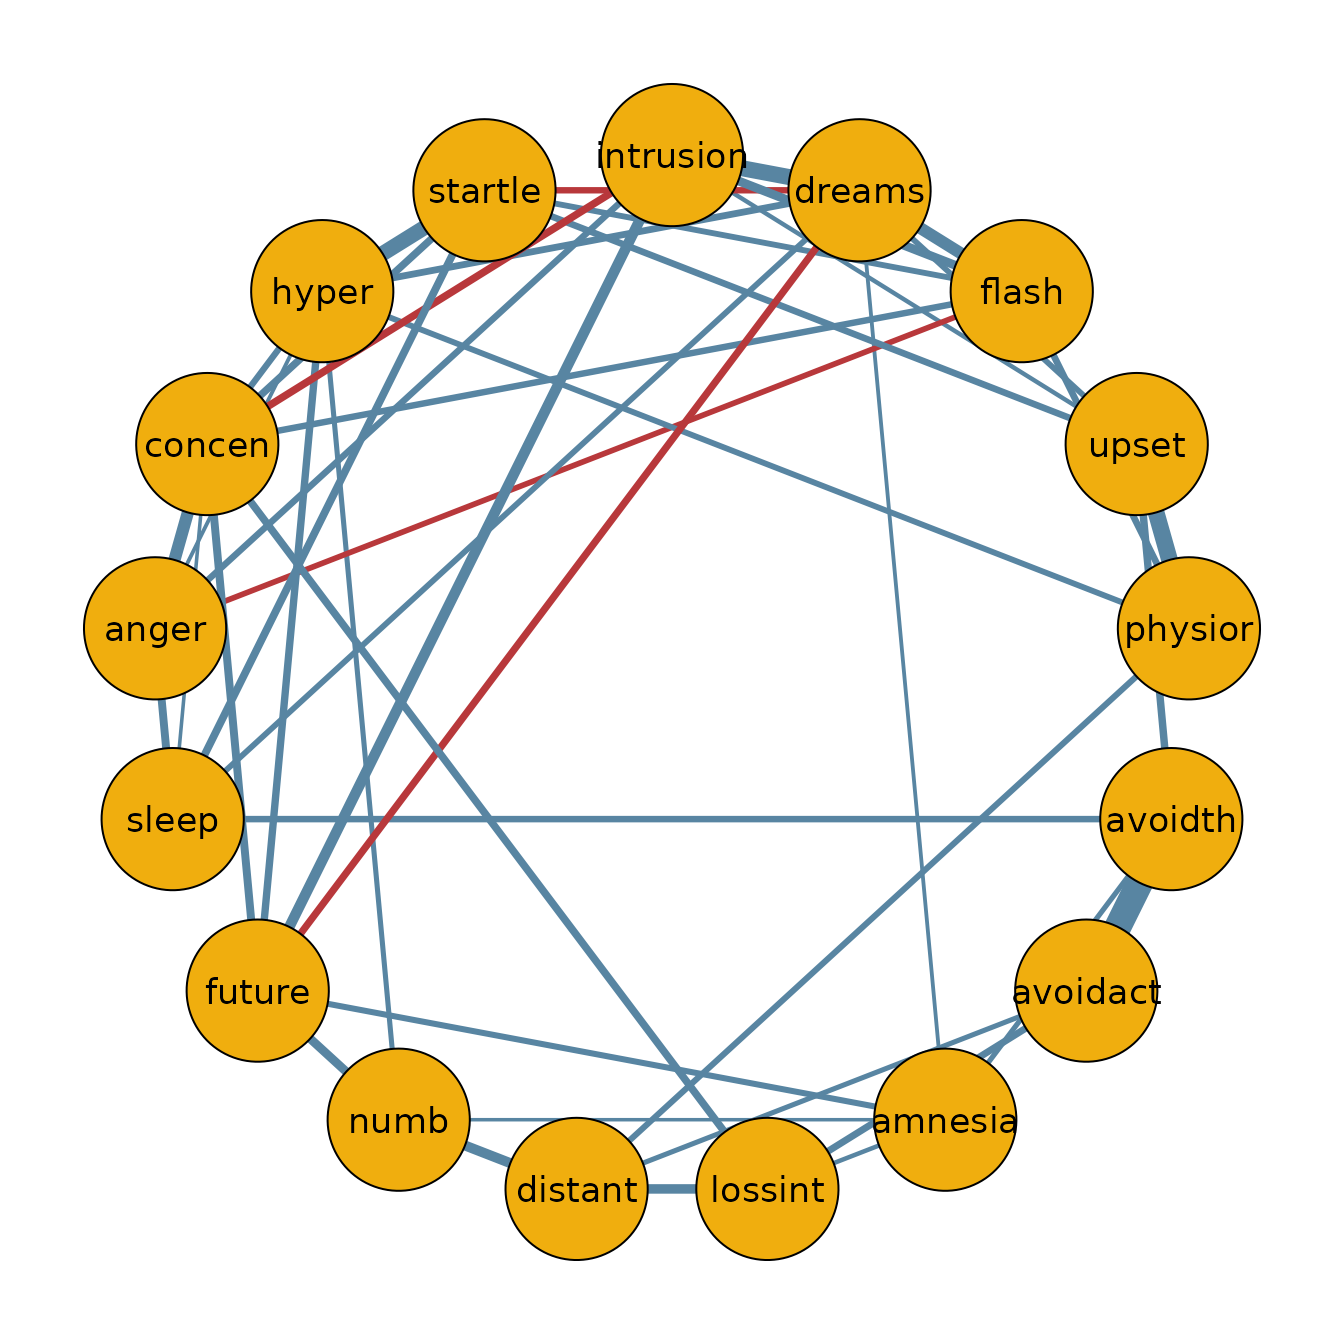 intrusion
startle
dreams
hyper
flash
concen
upset
anger
physior
sleep
avoidth
future
avoidact
numb
amnesia
distant
lossint